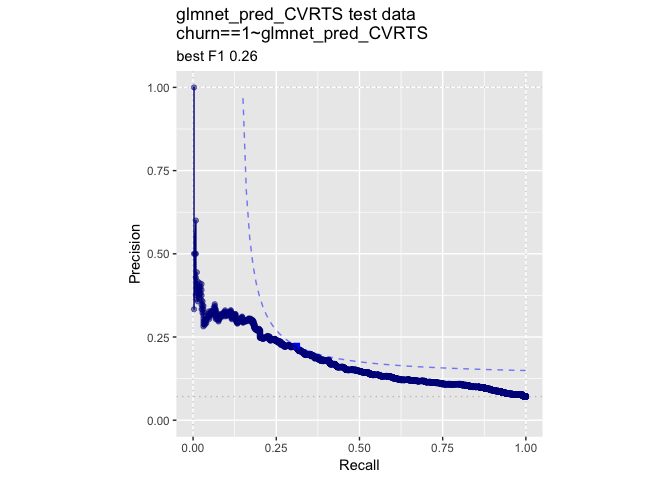 glmnet_pred_CVRTS test data
churn==1~glmnet_pred_CVRTS
best F1 0.26
1.00
0.75
0.50
0.25
0.00
Precision
0.00 0.25 0.50 0.75 1.00
Recall